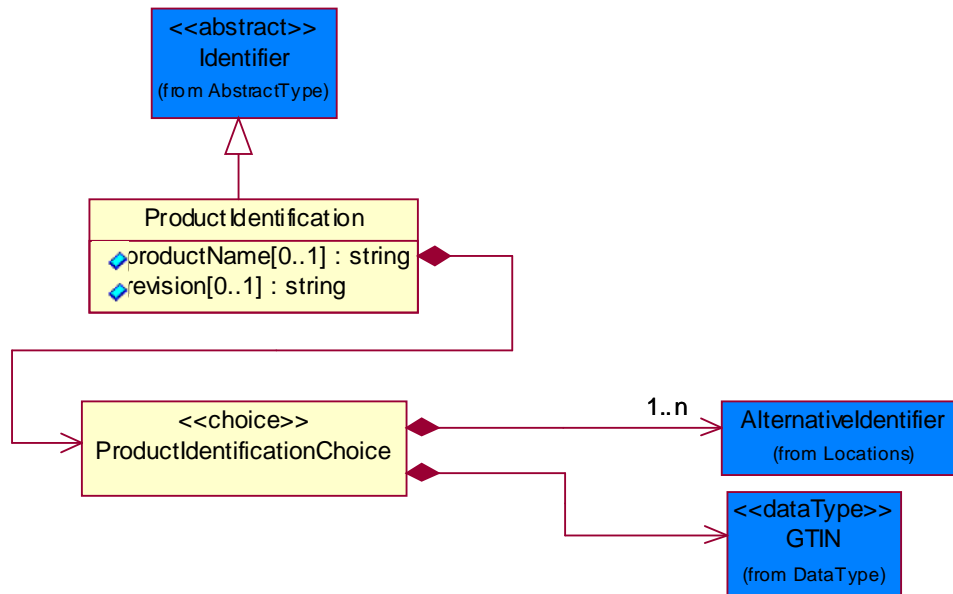 <<abstract>>
Identifier
(from AbstractType)
ProductIdentification
productName[0..1] : string
revision[0..1] : string
<<choice>>
ProductIdentificationChoice
1..n
AlternativeIdentifier
(from Locations)
<<dataType>>
GTIN
(from DataType)